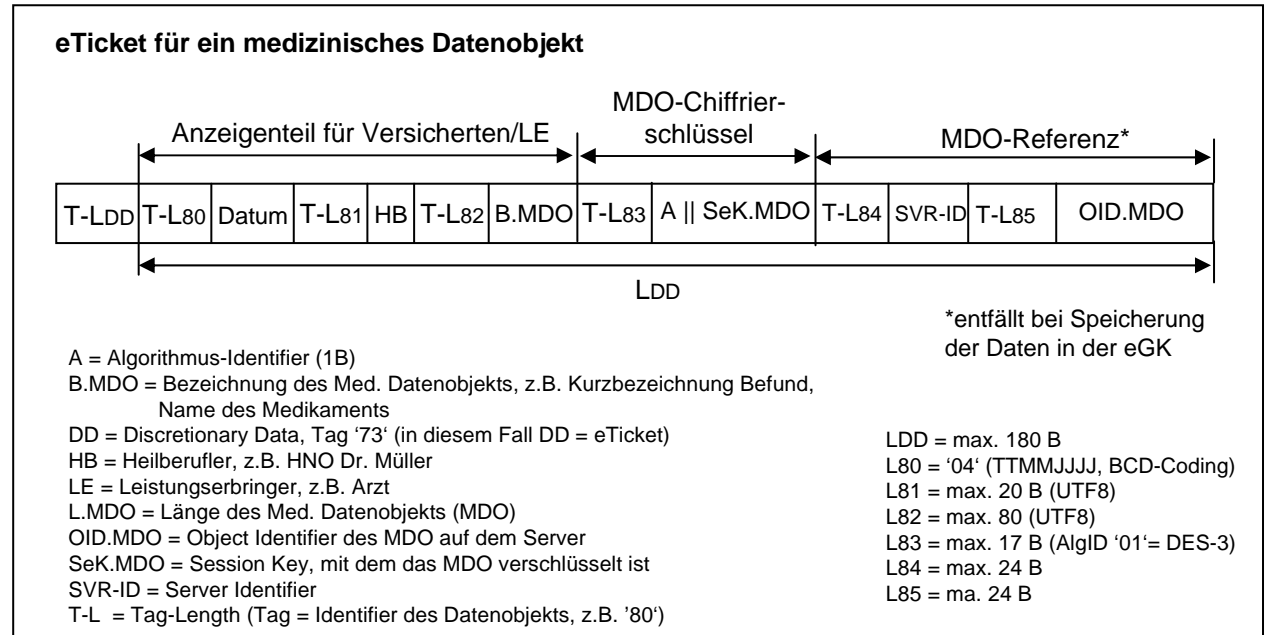 eTicket für ein medizinisches Datenobjekt
MDO-Chiffrier-
schlüssel
Anzeigenteil für Versicherten/LE
MDO-Referenz*
T-LDD T-L80 Datum T-L81 HB T-L82 B.MDO T-L83 A || SeK.MDO T-L84 SVR-ID T-L85 OID.MDO
LDD
*entfällt bei Speicherung
der Daten in der eGK
A = Algorithmus-Identifier (1B)
B.MDO = Bezeichnung des Med. Datenobjekts, z.B. Kurzbezeichnung Befund,
Name des Medikaments
DD = Discretionary Data, Tag ‘73‘ (in diesem Fall DD = eTicket)
HB = Heilberufler, z.B. HNO Dr. Müller
LE = Leistungserbringer, z.B. Arzt
L.MDO = Länge des Med. Datenobjekts (MDO)
OID.MDO = Object Identifier des MDO auf dem Server
SeK.MDO = Session Key, mit dem das MDO verschlüsselt ist
SVR-ID = Server Identifier
T-L = Tag-Length (Tag = Identifier des Datenobjekts, z.B. ’80‘)
LDD = max. 180 B
L80 = ‘04‘ (TTMMJJJJ, BCD-Coding)
L81 = max. 20 B (UTF8)
L82 = max. 80 (UTF8)
L83 = max. 17 B (AlgID ‘01‘= DES-3)
L84 = max. 24 B
L85 = ma. 24 B